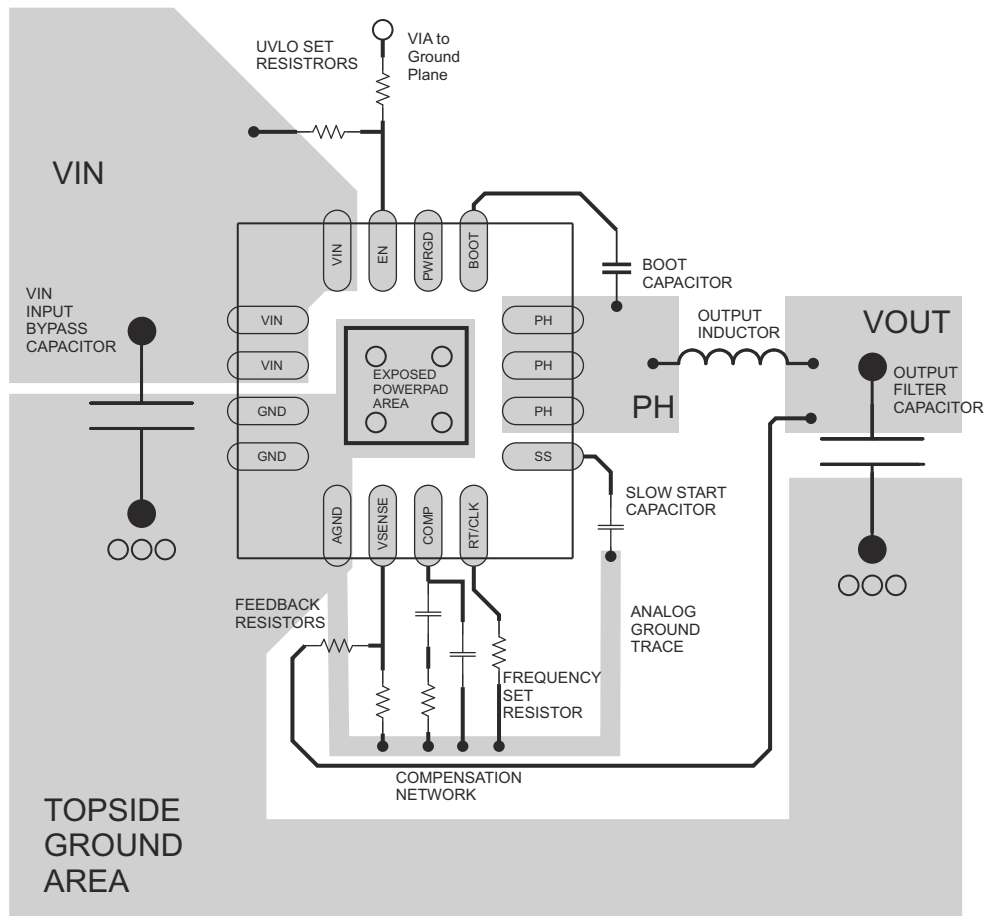 UVLO SET
RESISTRORS
VIA to
Ground
Plane
VIN
VIN
EN
PWRGD
BOOT
BOOT
CAPACITOR
VIN
INPUT
BYPASS
CAPACITOR
VIN
VIN
GND
GND
EXPOSED
POWERPAD
AREA
PH
PH
PH
SS
PH
OUTPUT
INDUCTOR
VOUT
OUTPUT
FILTER
CAPACITOR
SLOW START
CAPACITOR
AGND
VSENSE
COMP
RT/CLK
FEEDBACK
RESISTORS
ANALOG
GROUND
TRACE
FREQUENCY
SET
RESISTOR
COMPENSATION
NETWORK
TOPSIDE
GROUND
AREA